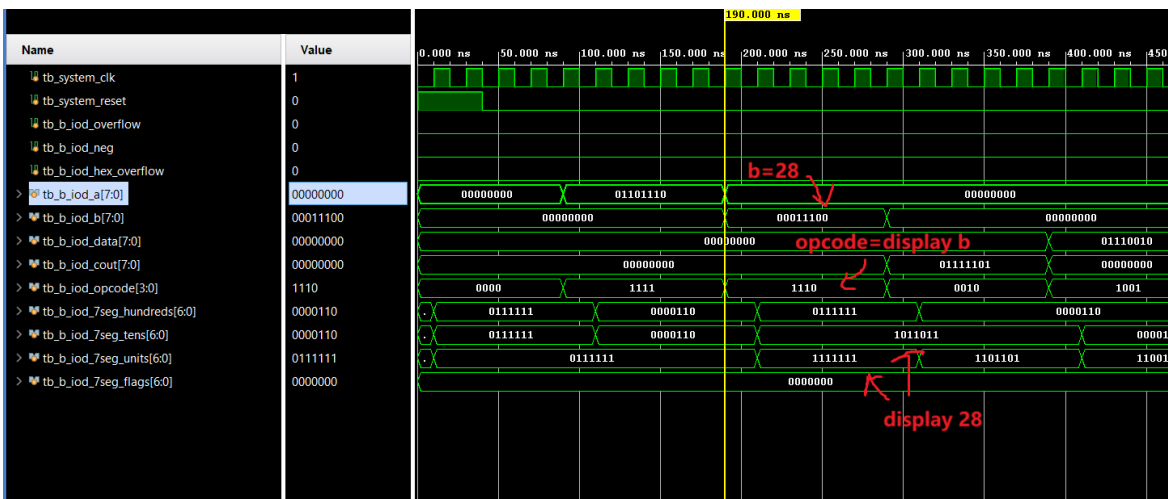 190.000 ns
Name Value 0.000 ns 50.000 ns 100.000 ns 150.000 ns 200.000 ns 250.000 ns 300.000 ns 350.000 ns 400.000 ns 450
tb_system_clk 1
tb_system_reset 0
tb_b_iod_overflow 0
tb_b_iod_neg 0
tb_b_iod_hex_overflow 0
b=28
tb_b_iod_a[7:0] 00000000 00000000 01101110 00000000
tb_b_iod_b[7:0] 00011100 00000000 00011100 00000000
tb_b_iod_data[7:0] 00000000 00000000 01110010
opcode=display b
tb_b_iod_cout[7:0] 00000000 00000000 01111101 00000000
tb_b_iod_opcode[3:0] 1110 0000 1111 1110 0010 1001
tb_b_iod_7seg_hundreds[6:0] 0000110 . 0111111 0000110 0111111 0000110
tb_b_iod_7seg_tens[6:0] 0000110 . 0111111 0000110 1011011 00001
tb_b_iod_7seg_units[6:0] 0111111 . 0111111 1111111 1101101 11001
tb_b_iod_7seg_flags[6:0] 0000000 0000000
display 28